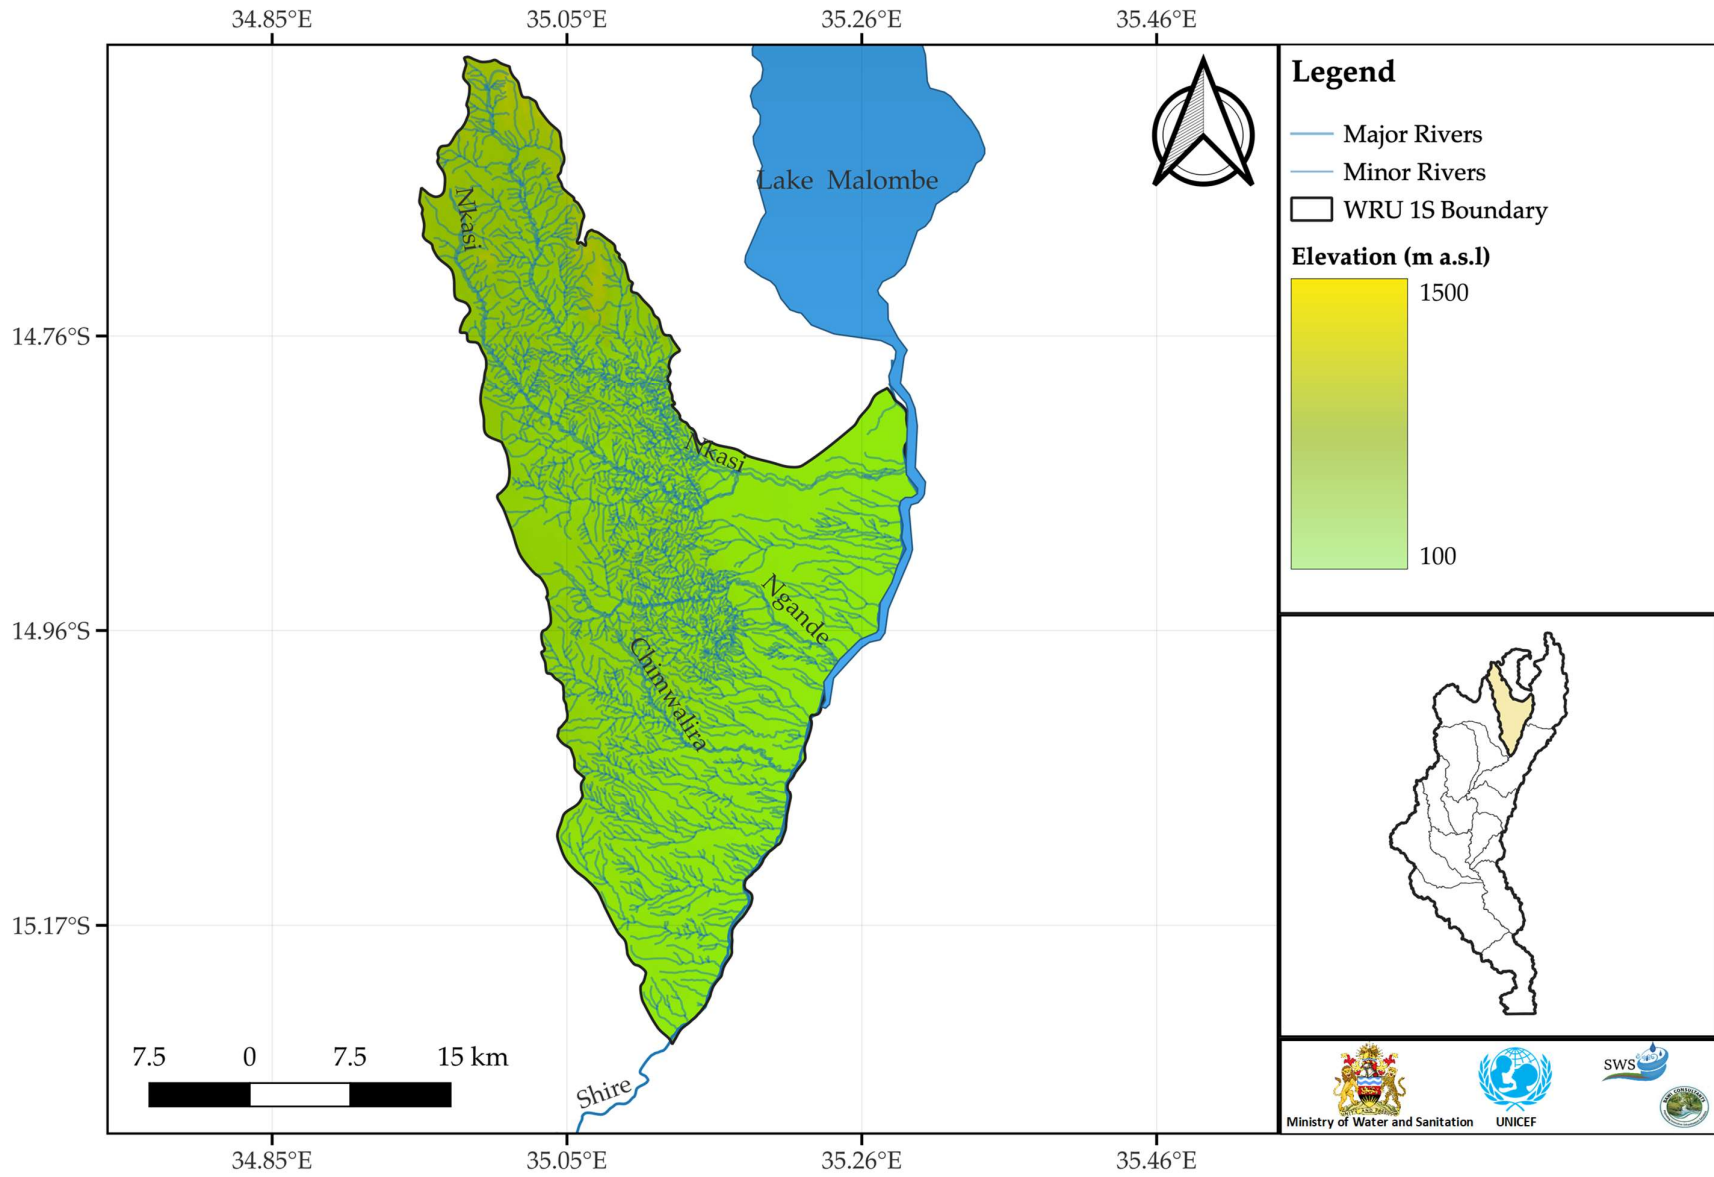 34.85°E
35.05°E
35.26°E
35.46°E
Legend
Major Rivers
Minor Rivers
WRU 1S Boundary
Elevation (m a.s.l)
1500
100
Lake Malombe
Nkasi
14.76°S
Nkasi
Ngande
14.96°S
Chimwalira
15.17°S
7.5 0 7.5 15 km
Shire
34.85°E
35.05°E
35.26°E
35.46°E
Ministry of Water and Sanitation
UNICEF
SWS